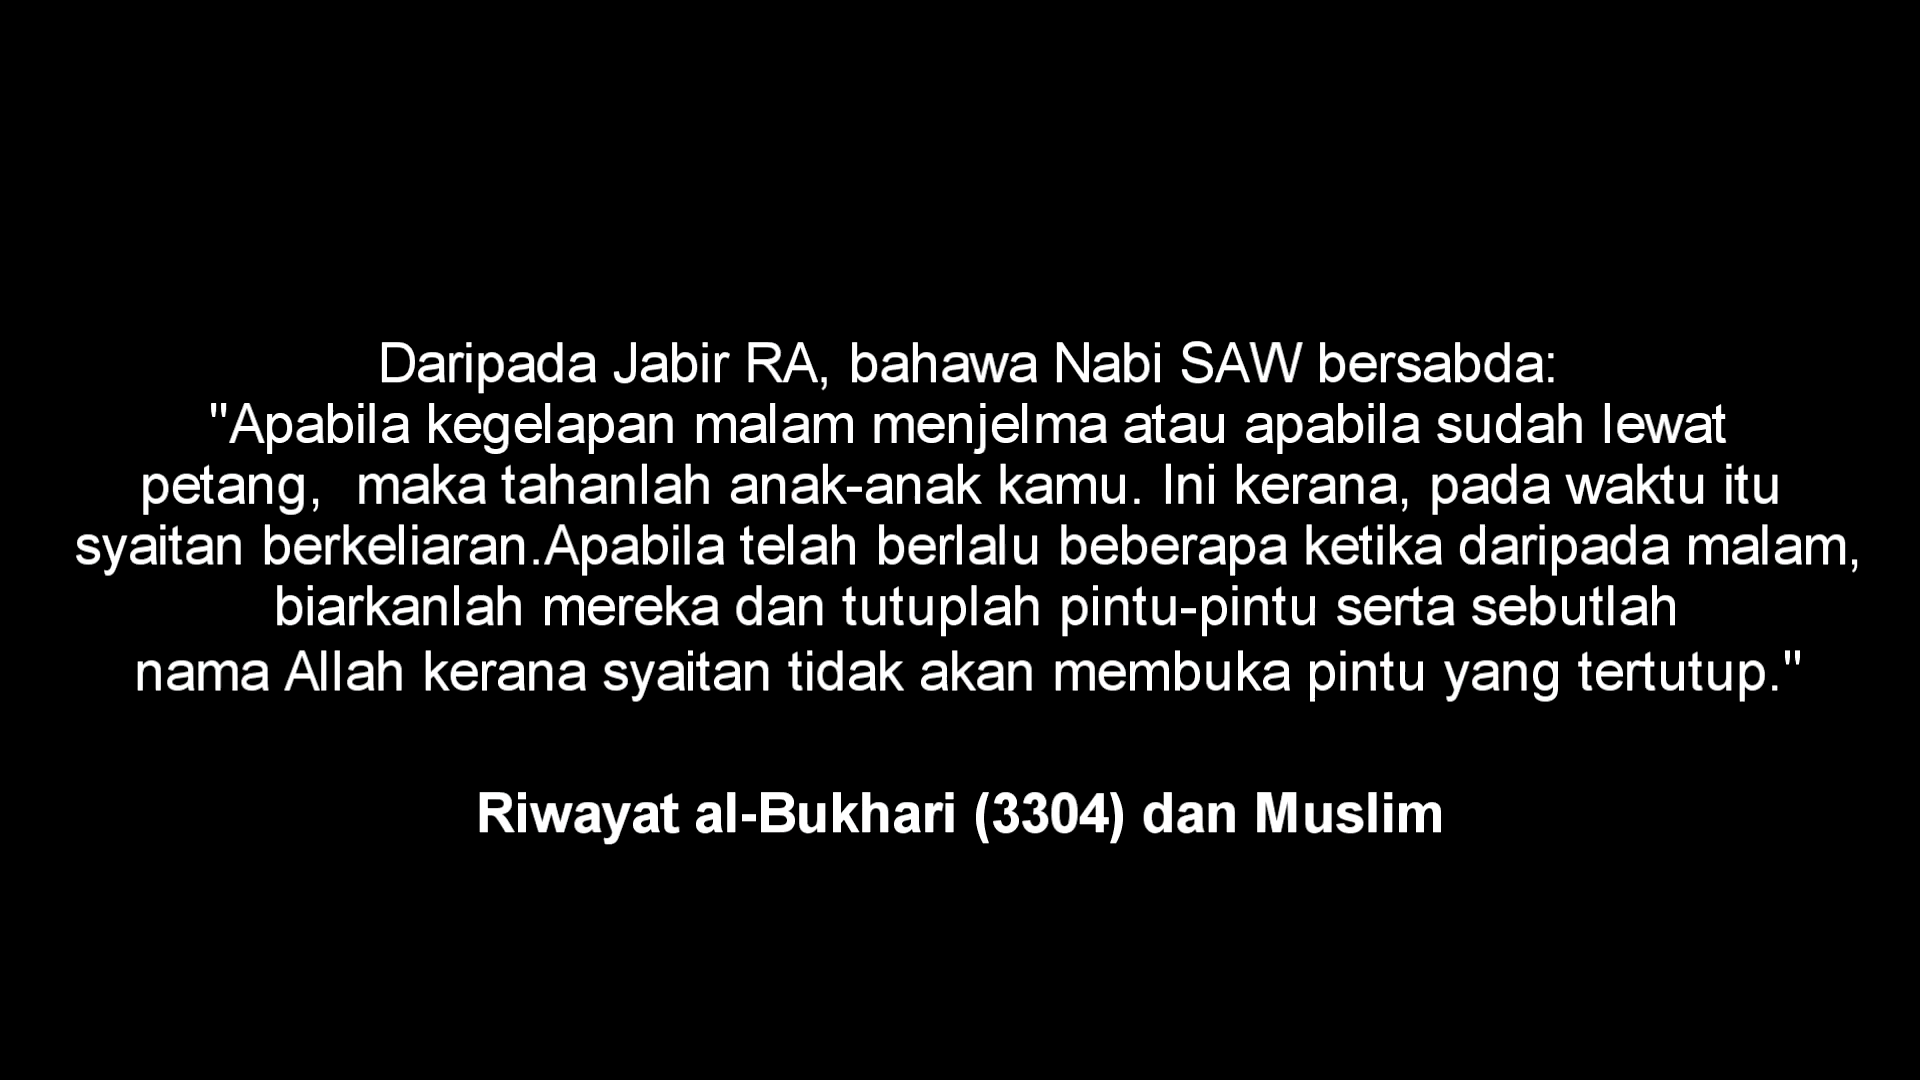 Daripada Jabir RA, bahawa Nabi SAW bersabda:
"Apabila kegelapan malam menjelma atau apabila sudah lewat
petang,  maka tahanlah anak-anak kamu. Ini kerana, pada waktu itu
syaitan berkeliaran.Apabila telah berlalu beberapa ketika daripada malam,
biarkanlah mereka dan tutuplah pintu-pintu serta sebutlah
nama Allah kerana syaitan tidak akan membuka pintu yang tertutup."
Riwayat al-Bukhari (3304) dan Muslim